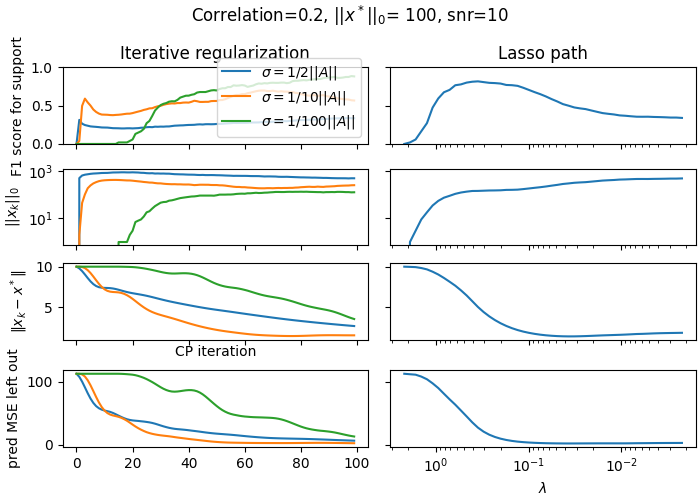 Correlation=0.2, ||x*||₀= 100, snr=10
Iterative regularization
Lasso path
F1 score for support
1.0
0.5
0.0
σ = 1/2||A||
σ = 1/10||A||
σ = 1/100||A||
||xₖ||₀
10³
10¹
‖xₖ − x*‖
10
5
CP iteration
pred MSE left out
100
0
0 20 40 60 80 100
10⁰ 10⁻¹ 10⁻²
λ